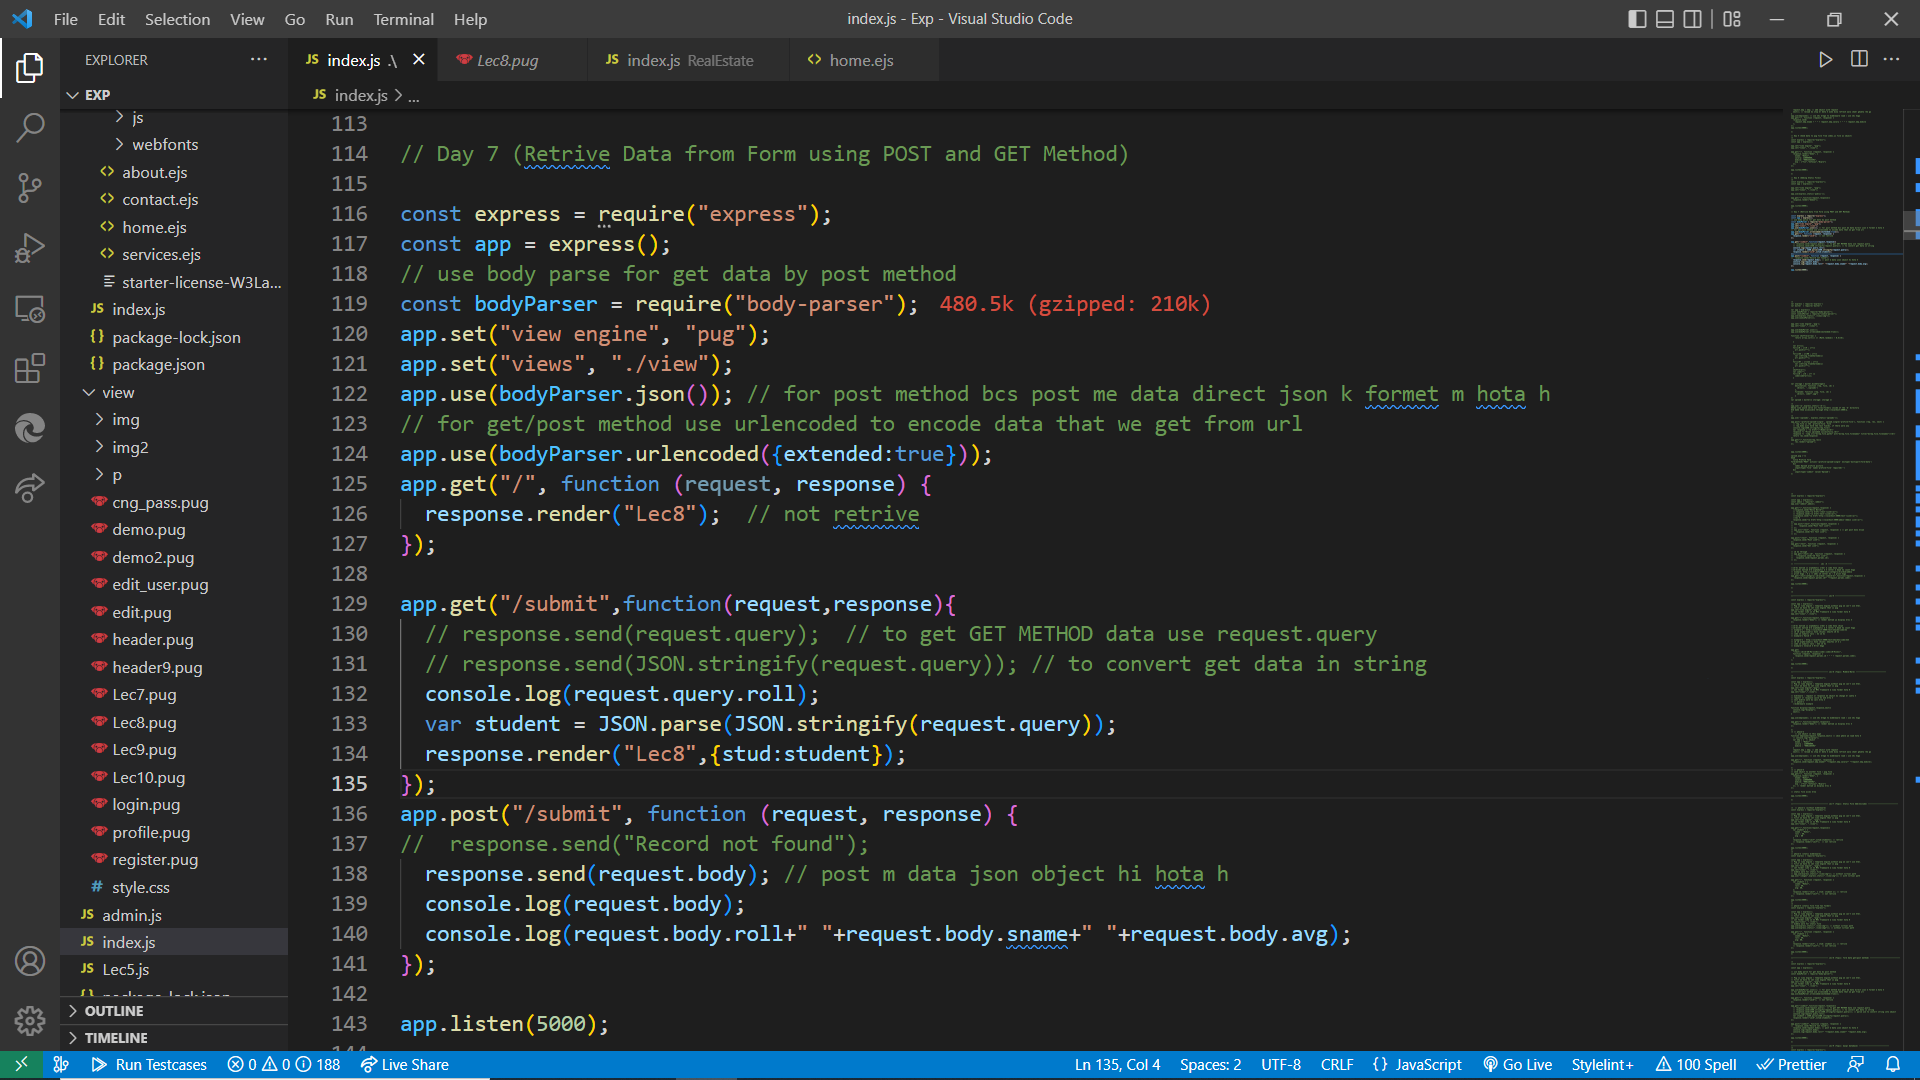 File Edit Selection View Go Run Terminal Help
index.js - Exp - Visual Studio Code
EXPLORER
index.js .\
Lec8.pug
index.js RealEstate
home.ejs
EXP
index.js > ...
js
webfonts
about.ejs
contact.ejs
home.ejs
services.ejs
starter-license-W3La...
index.js
package-lock.json
package.json
view
img
img2
p
cng_pass.pug
demo.pug
demo2.pug
edit_user.pug
edit.pug
header.pug
header9.pug
Lec7.pug
Lec8.pug
Lec9.pug
Lec10.pug
login.pug
profile.pug
register.pug
style.css
admin.js
index.js
Lec5.js
package-lock.json
OUTLINE
TIMELINE
113
114 // Day 7 (Retrive Data from Form using POST and GET Method)
115
116 const express = require("express");
117 const app = express();
118 // use body parse for get data by post method
119 const bodyParser = require("body-parser"); 480.5k (gzipped: 210k)
120 app.set("view engine", "pug");
121 app.set("views", "./view");
122 app.use(bodyParser.json()); // for post method bcs post me data direct json k formet m hota h
123 // for get/post method use urlencoded to encode data that we get from url
124 app.use(bodyParser.urlencoded({extended:true}));
125 app.get("/", function (request, response) {
126 response.render("Lec8"); // not retrive
127 });
128
129 app.get("/submit",function(request,response){
130 // response.send(request.query); // to get GET METHOD data use request.query
131 // response.send(JSON.stringify(request.query)); // to convert get data in string
132 console.log(request.query.roll);
133 var student = JSON.parse(JSON.stringify(request.query));
134 response.render("Lec8",{stud:student});
135 });
136 app.post("/submit", function (request, response) {
137 // response.send("Record not found");
138 response.send(request.body); // post m data json object hi hota h
139 console.log(request.body);
140 console.log(request.body.roll+" "+request.body.sname+" "+request.body.avg);
141 });
142
143 app.listen(5000);
Run Testcases 0 0 188 Live Share Ln 135, Col 4 Spaces: 2 UTF-8 CRLF {} JavaScript Go Live Stylelint+ 100 Spell Prettier